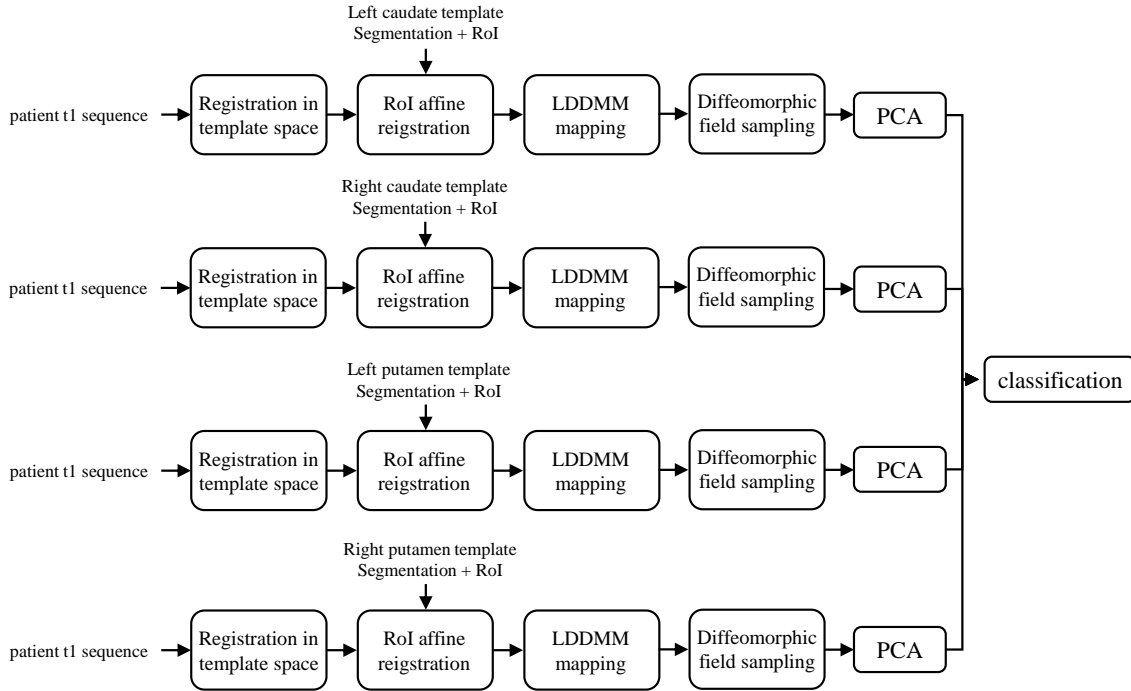 Left caudate template
Segmentation + RoI
patient t1 sequence
Registration in
template space
RoI affine
reigstration
LDDMM
mapping
Diffeomorphic
field sampling
PCA
Right caudate template
Segmentation + RoI
patient t1 sequence
Registration in
template space
RoI affine
reigstration
LDDMM
mapping
Diffeomorphic
field sampling
PCA
classification
Left putamen template
Segmentation + RoI
patient t1 sequence
Registration in
template space
RoI affine
reigstration
LDDMM
mapping
Diffeomorphic
field sampling
PCA
Right putamen template
Segmentation + RoI
patient t1 sequence
Registration in
template space
RoI affine
reigstration
LDDMM
mapping
Diffeomorphic
field sampling
PCA